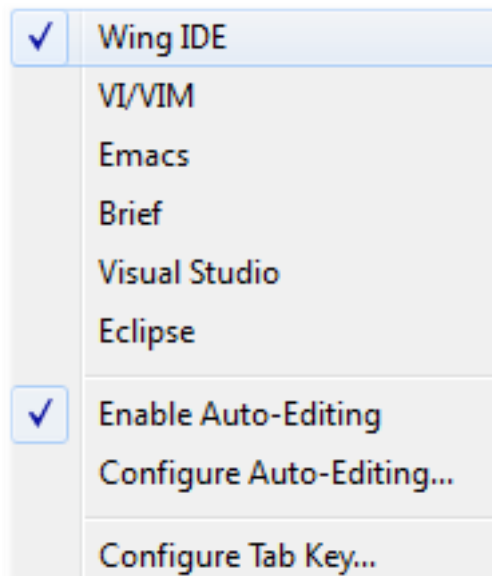 Wing IDE
VI/VIM
Emacs
Brief
Visual Studio
Eclipse
Enable Auto-Editing
Configure Auto-Editing...
Configure Tab Key...